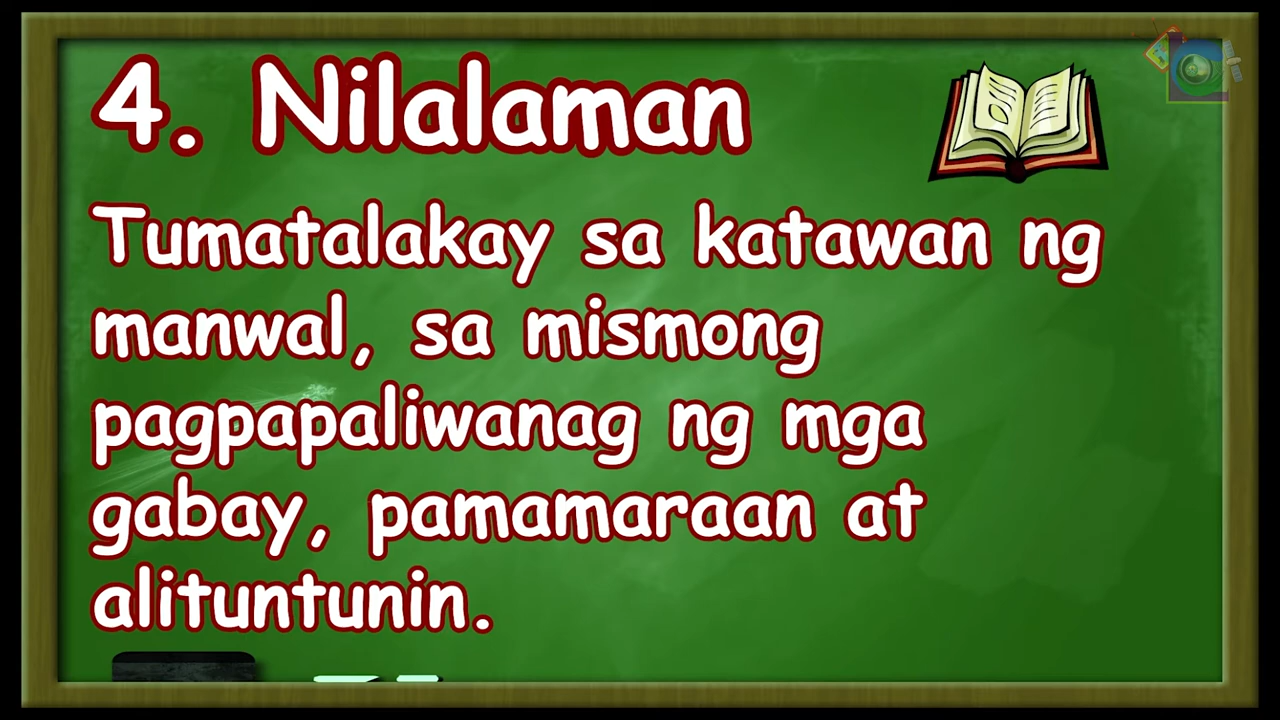 4. Nilalaman
Tumatalakay sa katawan ng
manwal, sa mismong
pagpapaliwanag ng mga
gabay, pamamaraan at
alituntunin.